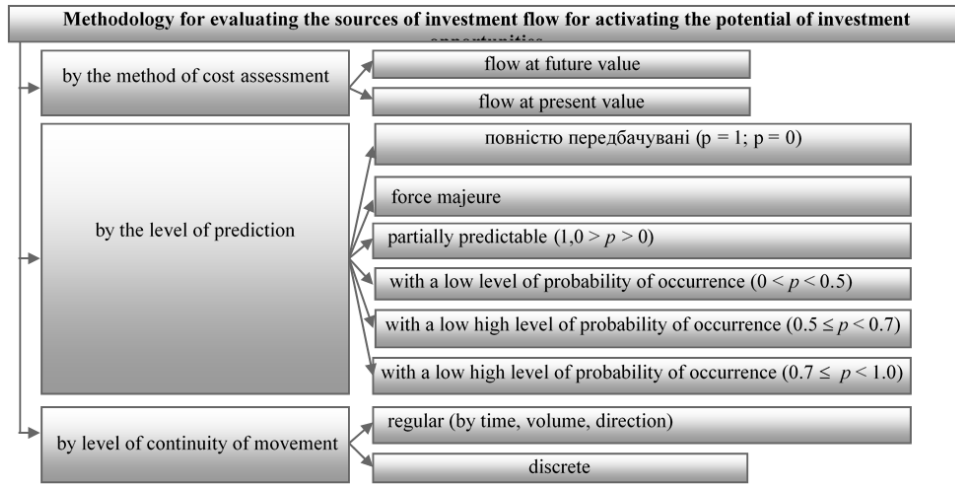 Methodology for evaluating the sources of investment flow for activating the potential of investment
opportunities
by the method of cost assessment
flow at future value
flow at present value
by the level of prediction
повністю передбачувані (p = 1; p = 0)
force majeure
partially predictable (1,0 > p > 0)
with a low level of probability of occurrence (0 < p < 0.5)
with a low high level of probability of occurrence (0.5 ≤ p < 0.7)
with a low high level of probability of occurrence (0.7 ≤ p < 1.0)
by level of continuity of movement
regular (by time, volume, direction)
discrete